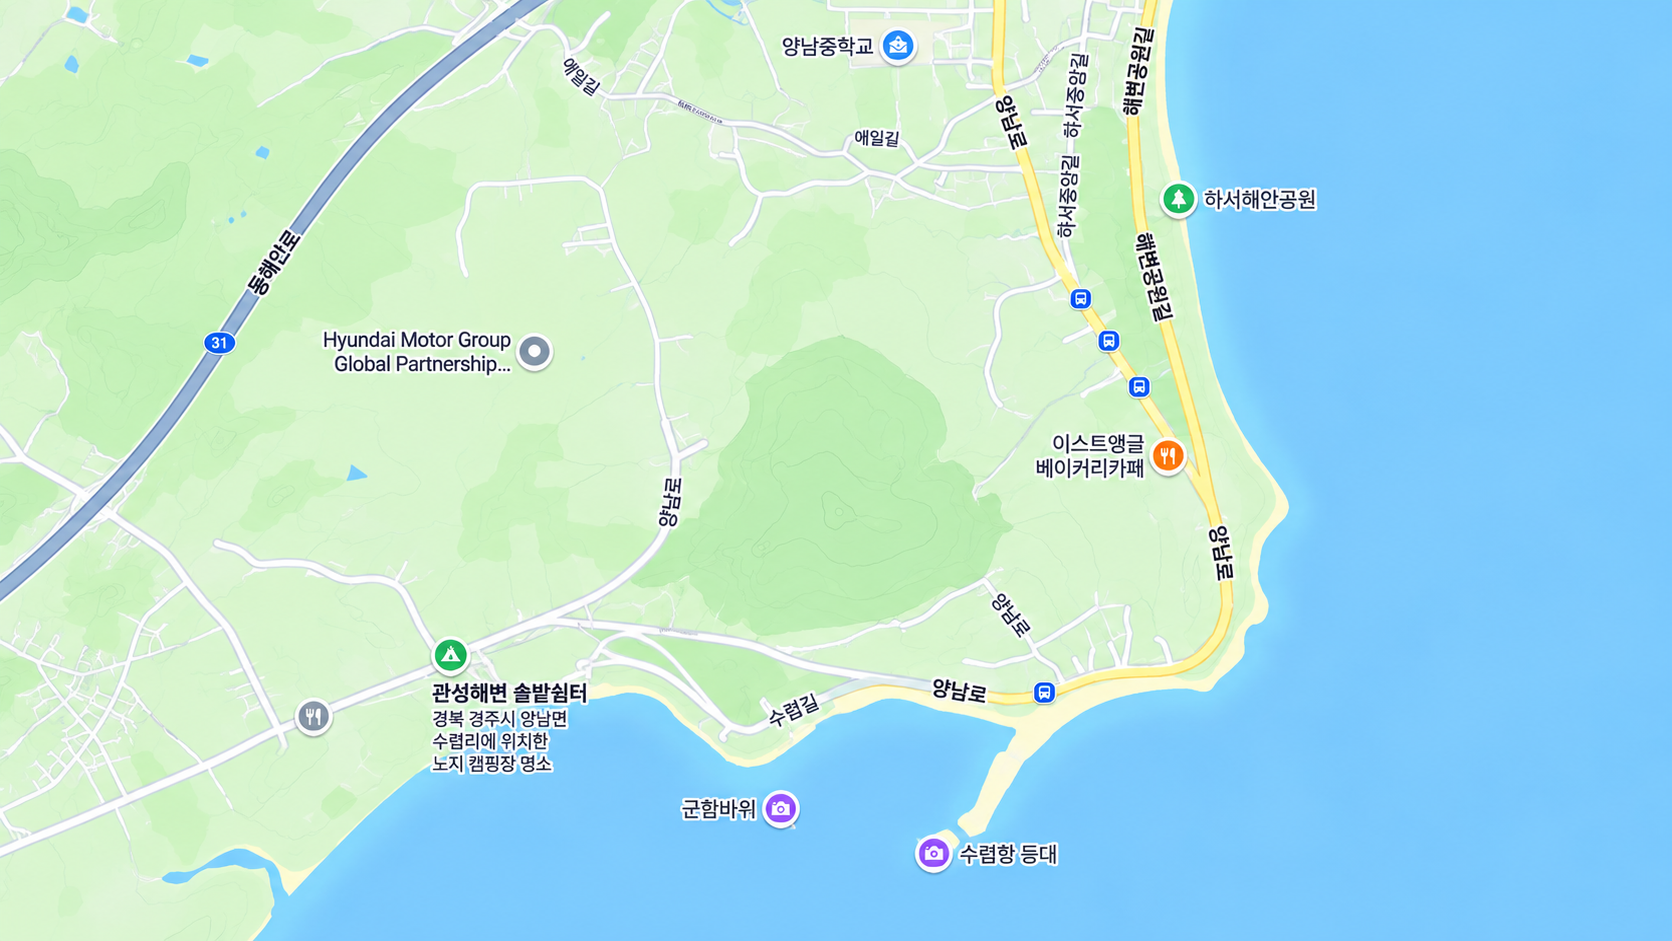 양남중학교
애일길
애일길
양남로
하서중앙길
해변공원길
하서중앙길
하서해안공원
해변공원길
동해안로
31
Hyundai Motor Group
Global Partnership...
이스트앵글
베이커리카페
양남로
양남로
양남로
관성해변 솔밭쉼터
경북 경주시 양남면
수렴리에 위치한
노지 캠핑장 명소
수렴길
양남로
군함바위
수렴항 등대